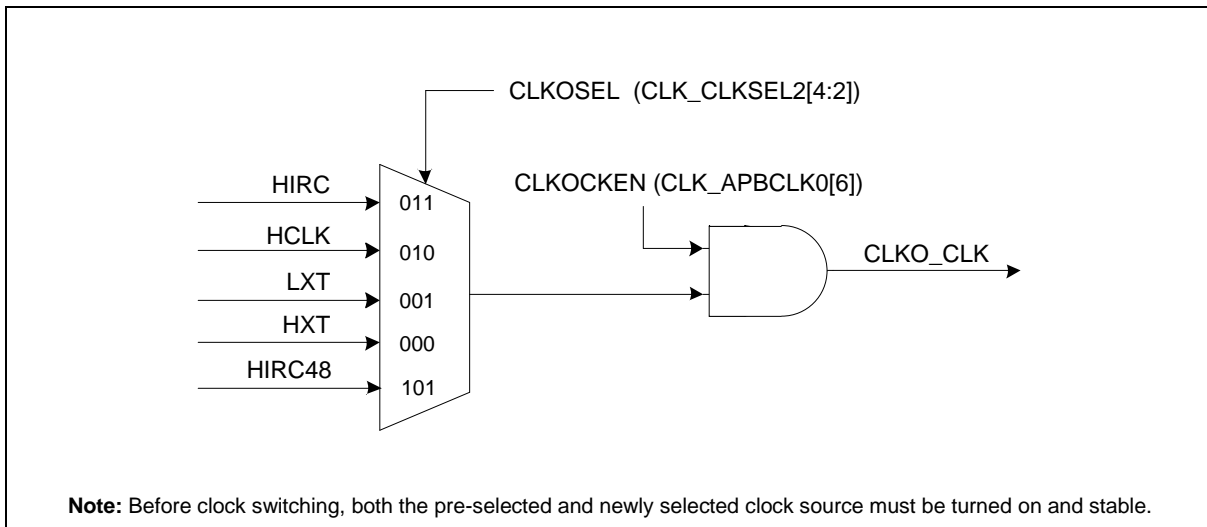 CLKOSEL (CLK_CLKSEL2[4:2])
CLKOCKEN (CLK_APBCLK0[6])
HIRC
011
HCLK
010
CLKO_CLK
LXT
001
HXT
000
HIRC48
101
Note: Before clock switching, both the pre-selected and newly selected clock source must be turned on and stable.